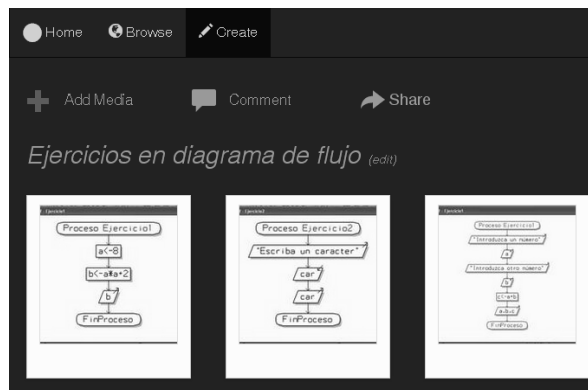 Home Browse Create
Add Media Comment Share
Ejercicios en diagrama de flujo (edit)
Proceso Ejercicio1
a<-8
b<-a*a+2
b
FinProceso
Proceso Ejercicio2
"Escriba un caracter"
car
car
FinProceso
Proceso Ejercicio1
"Introduzca un número"
a
"Introduzca otro número"
b
c<-a+b
a,b,c
FinProceso